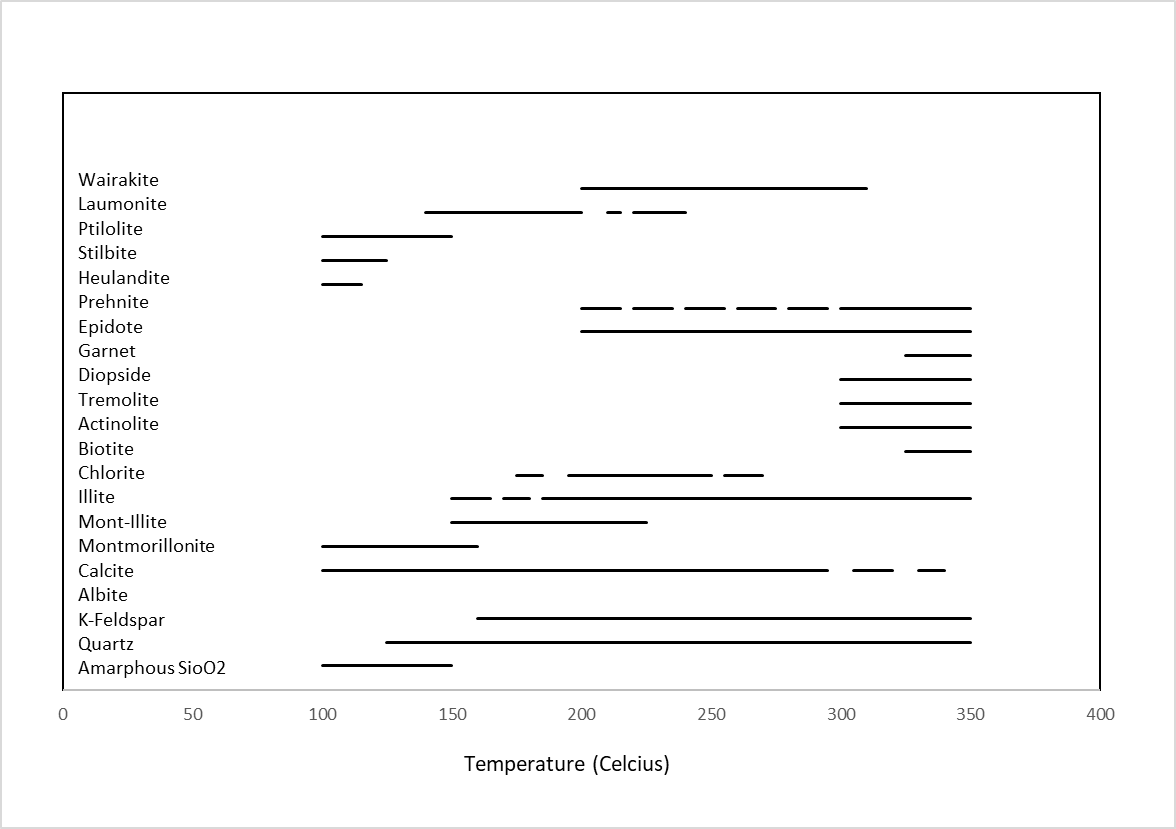 Wairakite
Laumonite
Ptilolite
Stilbite
Heulandite
Prehnite
Epidote
Garnet
Diopside
Tremolite
Actinolite
Biotite
Chlorite
Illite
Mont-Illite
Montmorillonite
Calcite
Albite
K-Feldspar
Quartz
Amarphous SioO2
0 50 100 150 200 250 300 350 400
Temperature (Celcius)